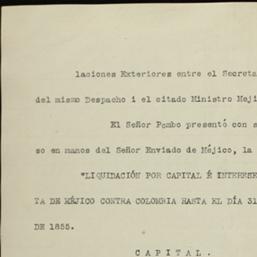 laciones Exteriores entre el Secreta
del mismo Despacho i el citado Ministro Meji
El Señor Pombo presentó con s
so en manos del Señor Enviado de Méjico, la
"LIQUIDACIÓN POR CAPITAL É INTERESE
TA DE MÉJICO CONTRA COLOMBIA HASTA EL DÍA 31
DE 1855.
CAPITAL.